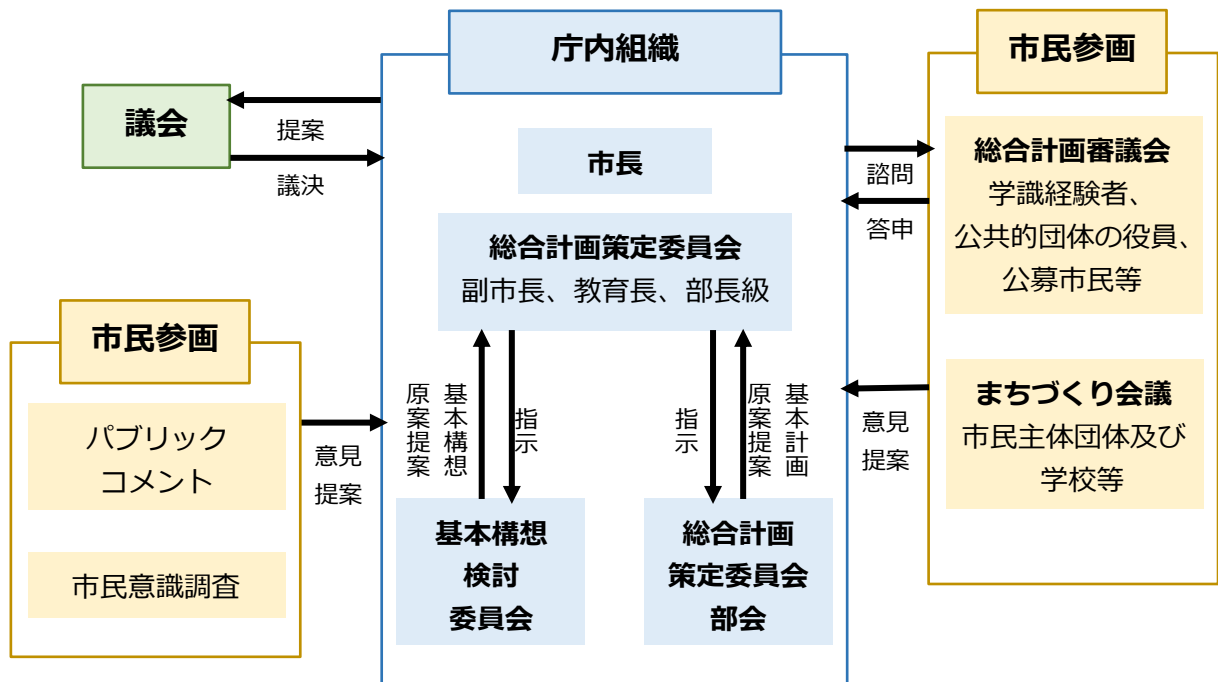 庁内組織
議会
提案
議決
市長
総合計画策定委員会
副市長、教育長、部長級
基本構想
原案提案
指示
指示
基本計画
原案提案
基本構想
検討
委員会
総合計画
策定委員会
部会
市民参画
パブリック
コメント
市民意識調査
意見
提案
市民参画
総合計画審議会
学識経験者、
公共的団体の役員、
公募市民等
諮問
答申
まちづくり会議
市民主体団体及び
学校等
意見
提案